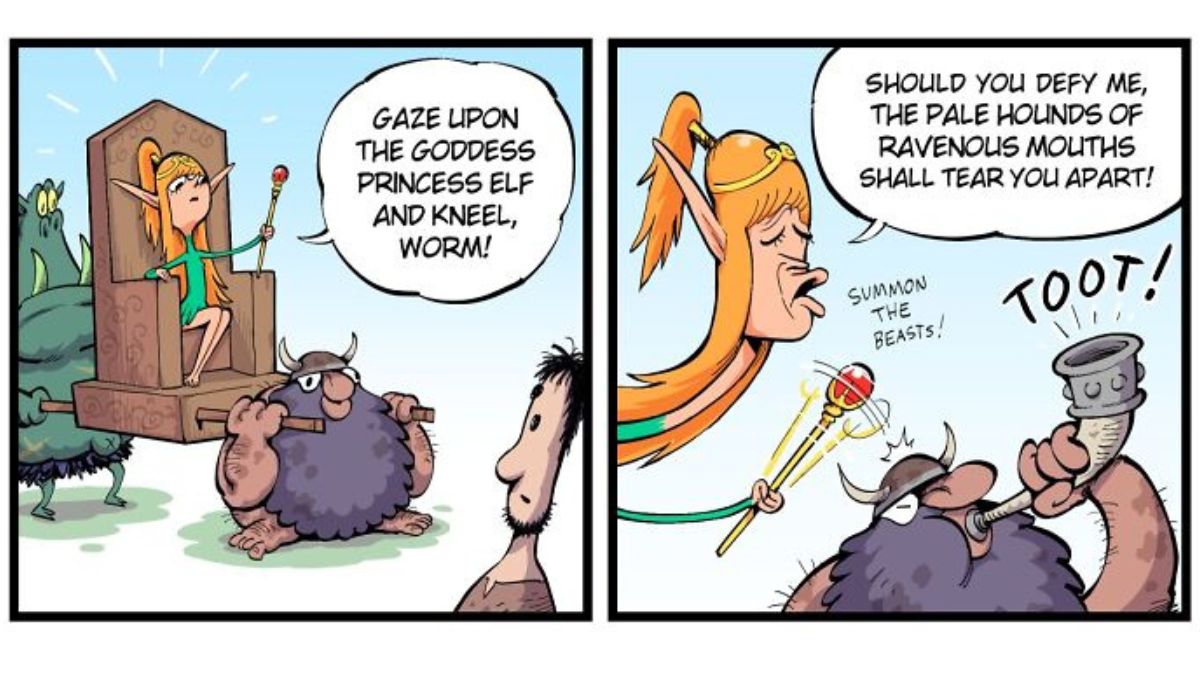 GAZE UPON
THE GODDESS
PRINCESS ELF
AND KNEEL,
WORM!
SHOULD YOU DEFY ME,
THE PALE HOUNDS OF
RAVENOUS MOUTHS
SHALL TEAR YOU APART!
SUMMON
THE
BEASTS!
TOOT!